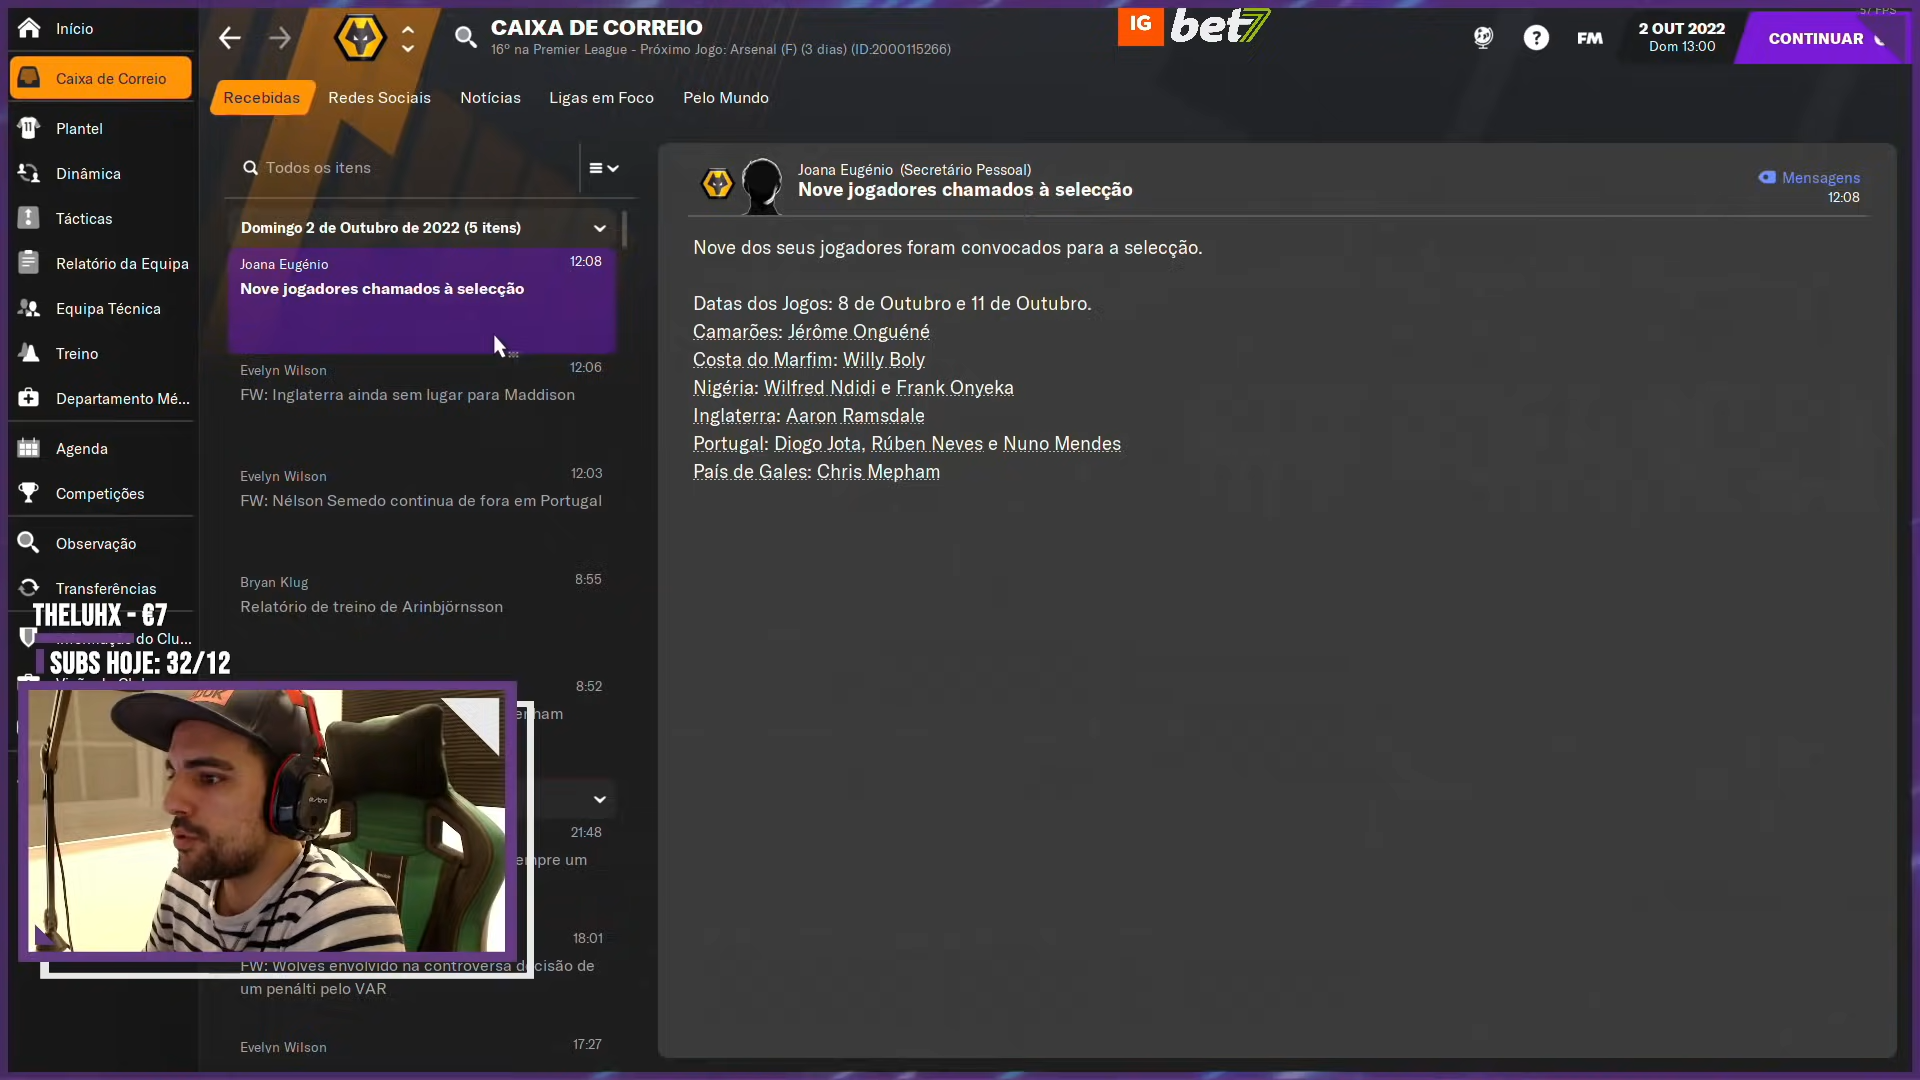 Início
Caixa de Correio
Plantel
Dinâmica
Tácticas
Relatório da Equipa
Equipa Técnica
Treino
Departamento Mé...
Agenda
Competições
Observação
Transferências
do Clu...
THELUHX - €7
SUBS HOJE: 32/12
CAIXA DE CORREIO
16º na Premier League - Próximo Jogo: Arsenal (F) (3 dias) (ID:2000115266)
IG
bet7
57 FPS
FM
2 OUT 2022
Dom 13:00
CONTINUAR
Recebidas
Redes Sociais
Notícias
Ligas em Foco
Pelo Mundo
Todos os itens
Domingo 2 de Outubro de 2022 (5 itens)
Joana Eugénio
12:08
Nove jogadores chamados à selecção
Evelyn Wilson
12:06
FW: Inglaterra ainda sem lugar para Maddison
Evelyn Wilson
12:03
FW: Nélson Semedo continua de fora em Portugal
Bryan Klug
8:55
Relatório de treino de Arinbjörnsson
8:52
21:48
empre um
18:01
FW: Wolves envolvido na controversa decisão de
um penálti pelo VAR
Evelyn Wilson
17:27
Joana Eugénio (Secretário Pessoal)
Nove jogadores chamados à selecção
Mensagens
12:08
Nove dos seus jogadores foram convocados para a selecção.
Datas dos Jogos: 8 de Outubro e 11 de Outubro.
Camarões: Jérôme Onguéné
Costa do Marfim: Willy Boly
Nigéria: Wilfred Ndidi e Frank Onyeka
Inglaterra: Aaron Ramsdale
Portugal: Diogo Jota, Rúben Neves e Nuno Mendes
País de Gales: Chris Mepham
astro